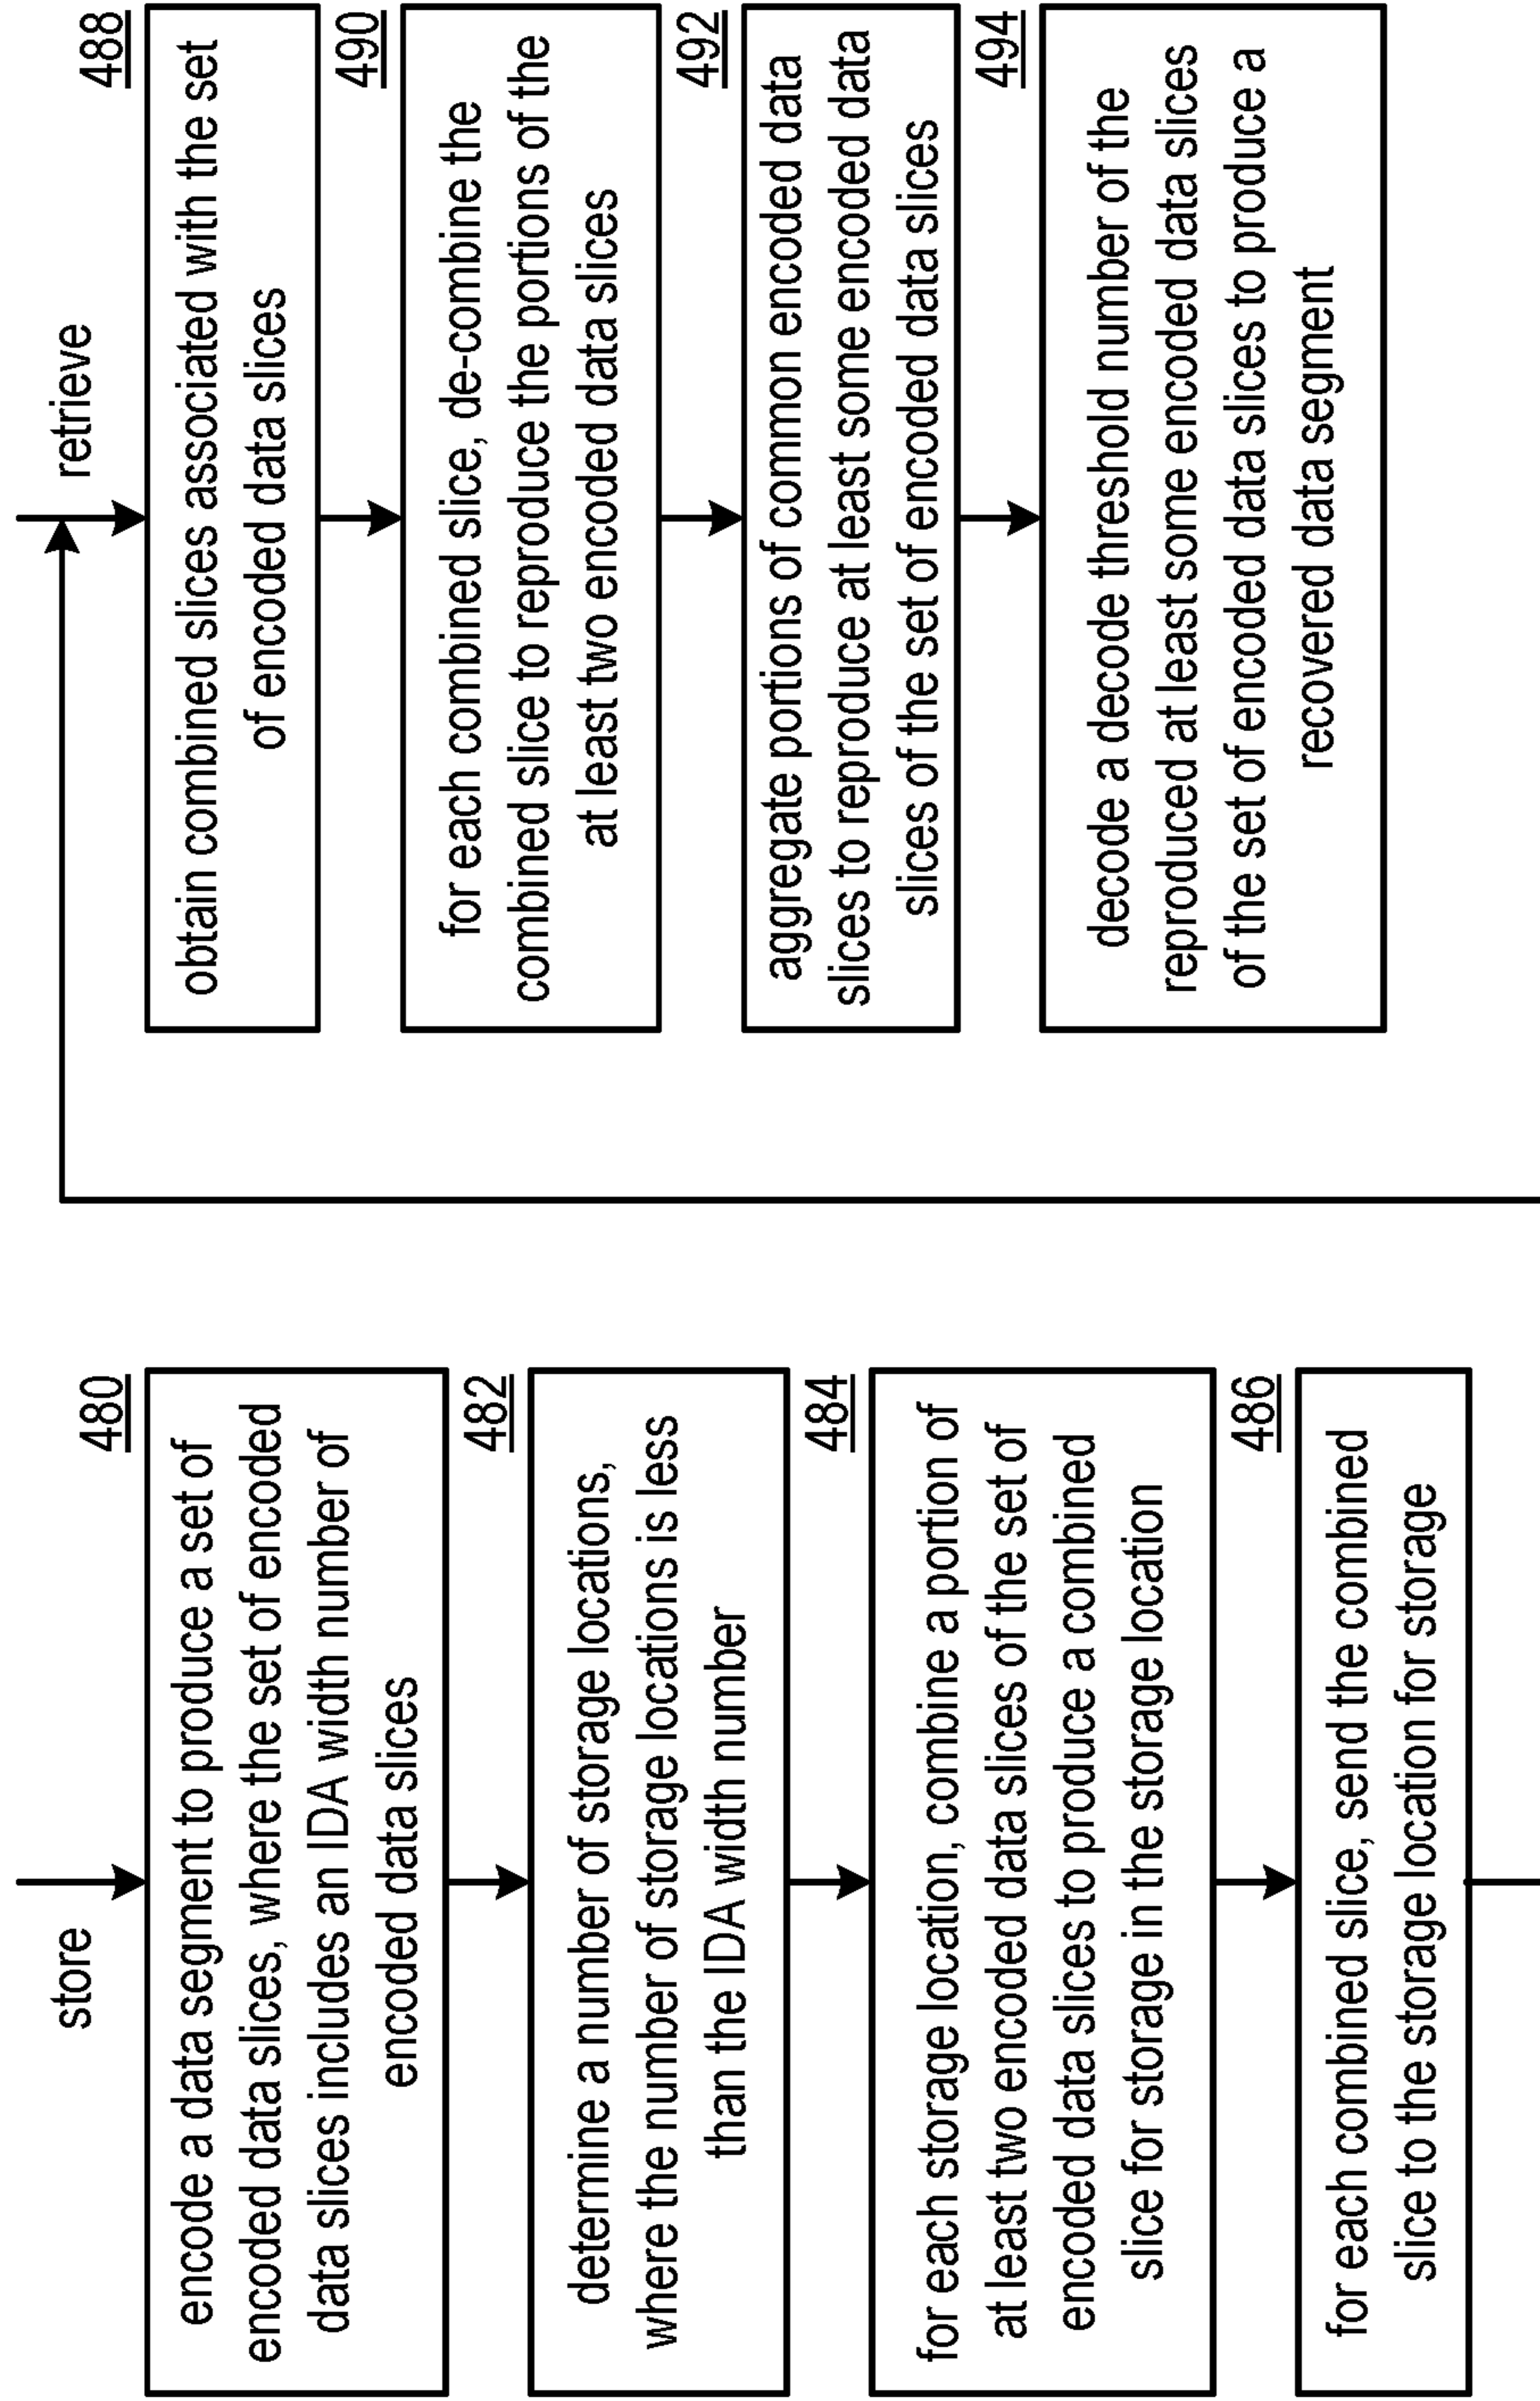 store
480
encode a data segment to produce a set of
encoded data slices, where the set of encoded
data slices includes an IDA width number of
encoded data slices
482
determine a number of storage locations,
where the number of storage locations is less
than the IDA width number
484
for each storage location, combine a portion of
at least two encoded data slices of the set of
encoded data slices to produce a combined
slice for storage in the storage location
486
for each combined slice, send the combined
slice to the storage location for storage
retrieve
488
obtain combined slices associated with the set
of encoded data slices
490
for each combined slice, de-combine the
combined slice to reproduce the portions of the
at least two encoded data slices
492
aggregate portions of common encoded data
slices to reproduce at least some encoded data
slices of the set of encoded data slices
494
decode a decode threshold number of the
reproduced at least some encoded data slices
of the set of encoded data slices to produce a
recovered data segment